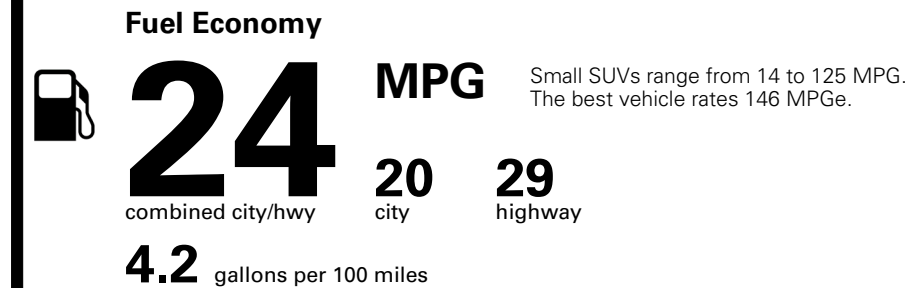 Fuel Economy
24 MPG
Small SUVs range from 14 to 125 MPG.
The best vehicle rates 146 MPGe.
20 29
combined city/hwy city highway
4.2 gallons per 100 miles